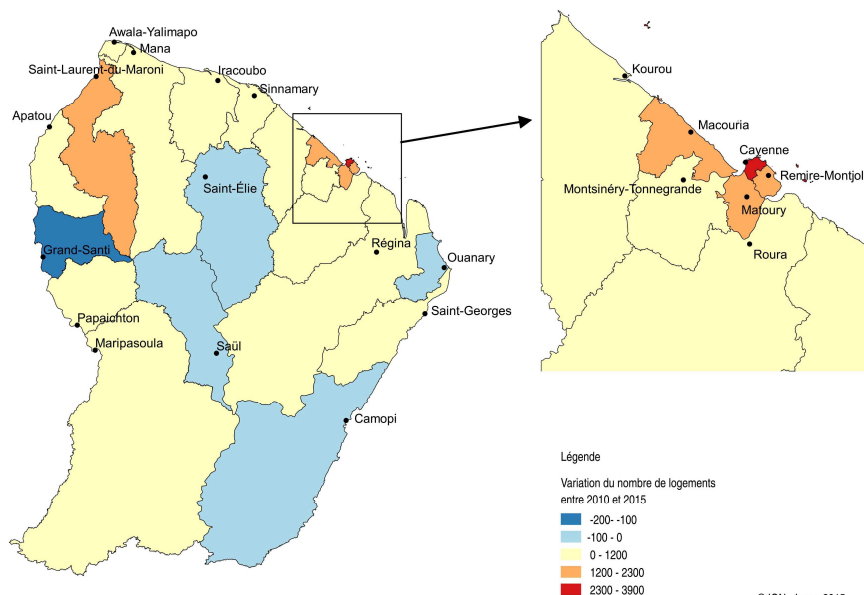 Awala-Yalimapo
Mana
Saint-Laurent-du-Maroni
Iracoubo
Sinnamary
Apatou
Saint-Élie
Grand-Santi
Régina
Ouanary
Saint-Georges
Papaichton
Maripasoula
Saül
Camopi
Kourou
Macouria
Cayenne
Remire-Montjol
Montsinéry-Tonnegrande
Matoury
Roura
Légende
Variation du nombre de logements
entre 2010 et 2015
-200- -100
-100 - 0
0 - 1200
1200 - 2300
2300 - 3900